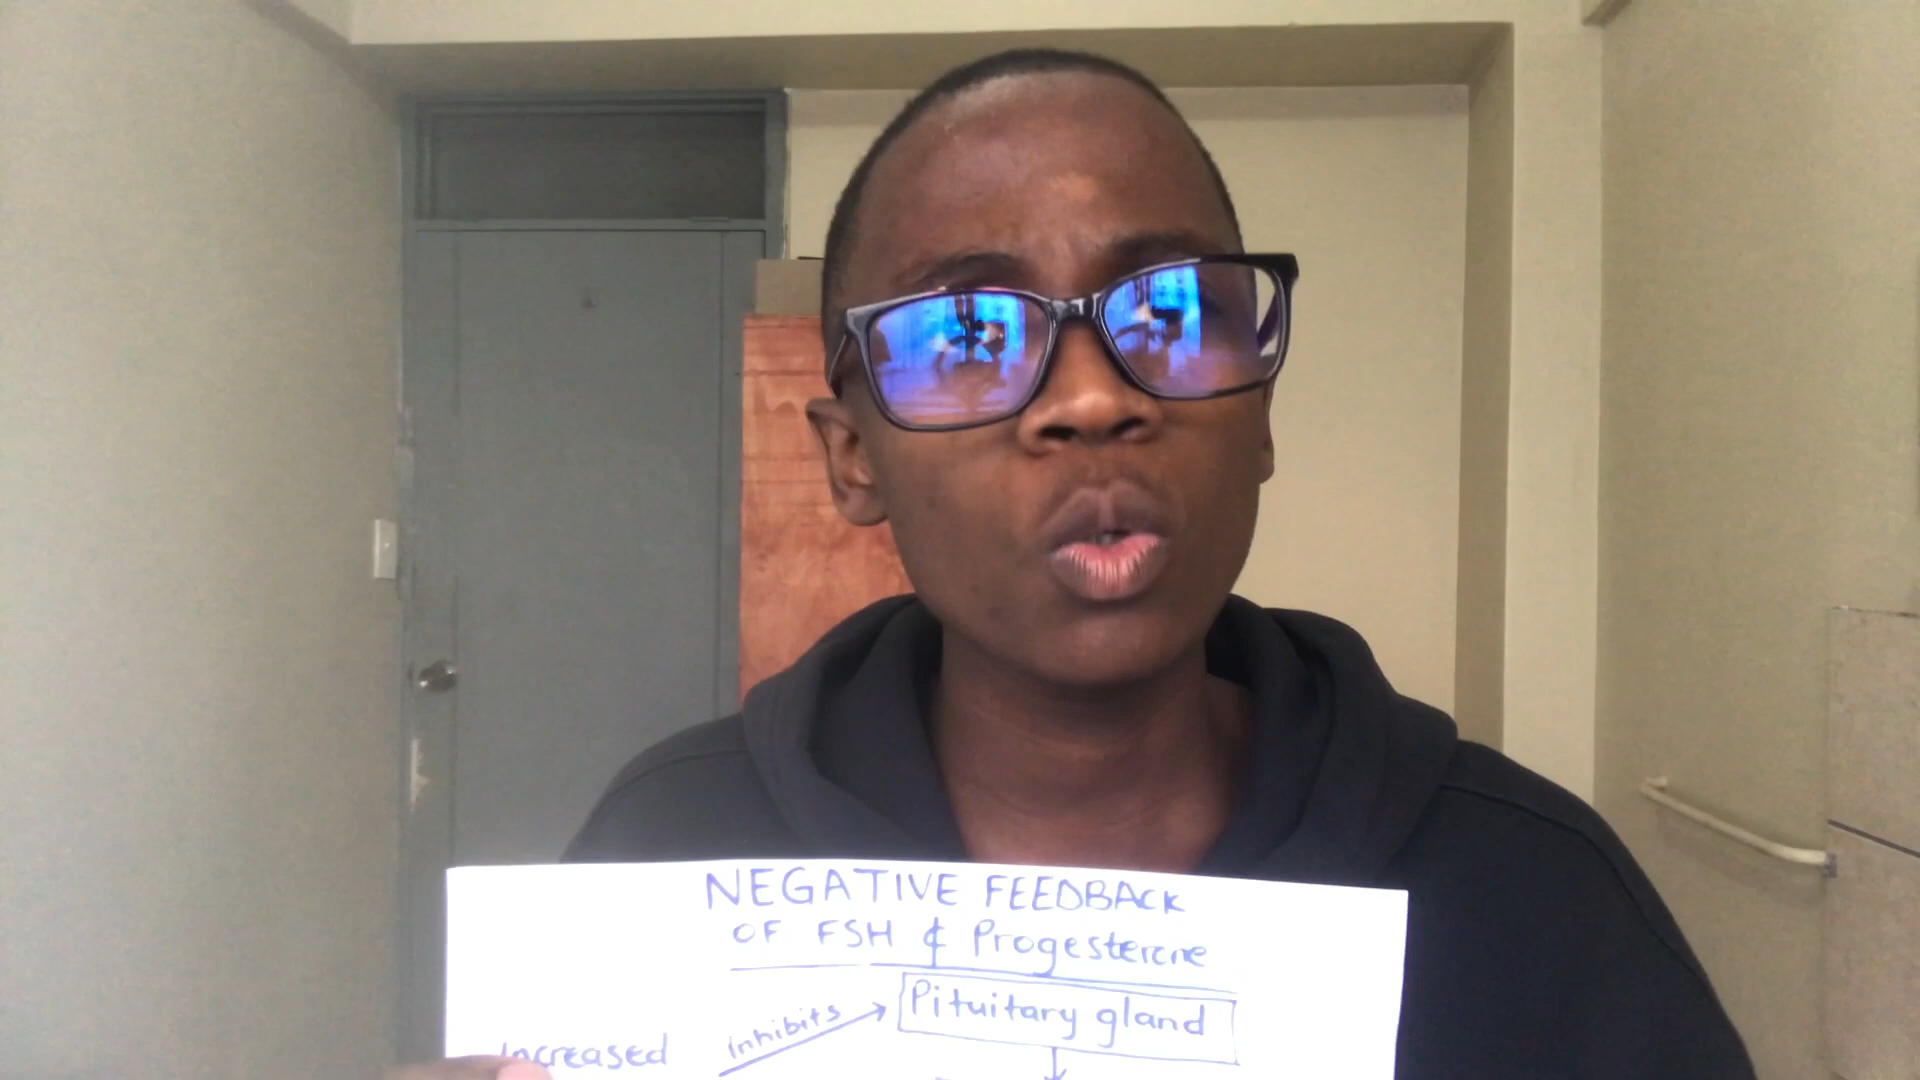 NEGATIVE FEEDBACK
OF FSH & Progesterone
Pituitary gland
inhibits
Increased